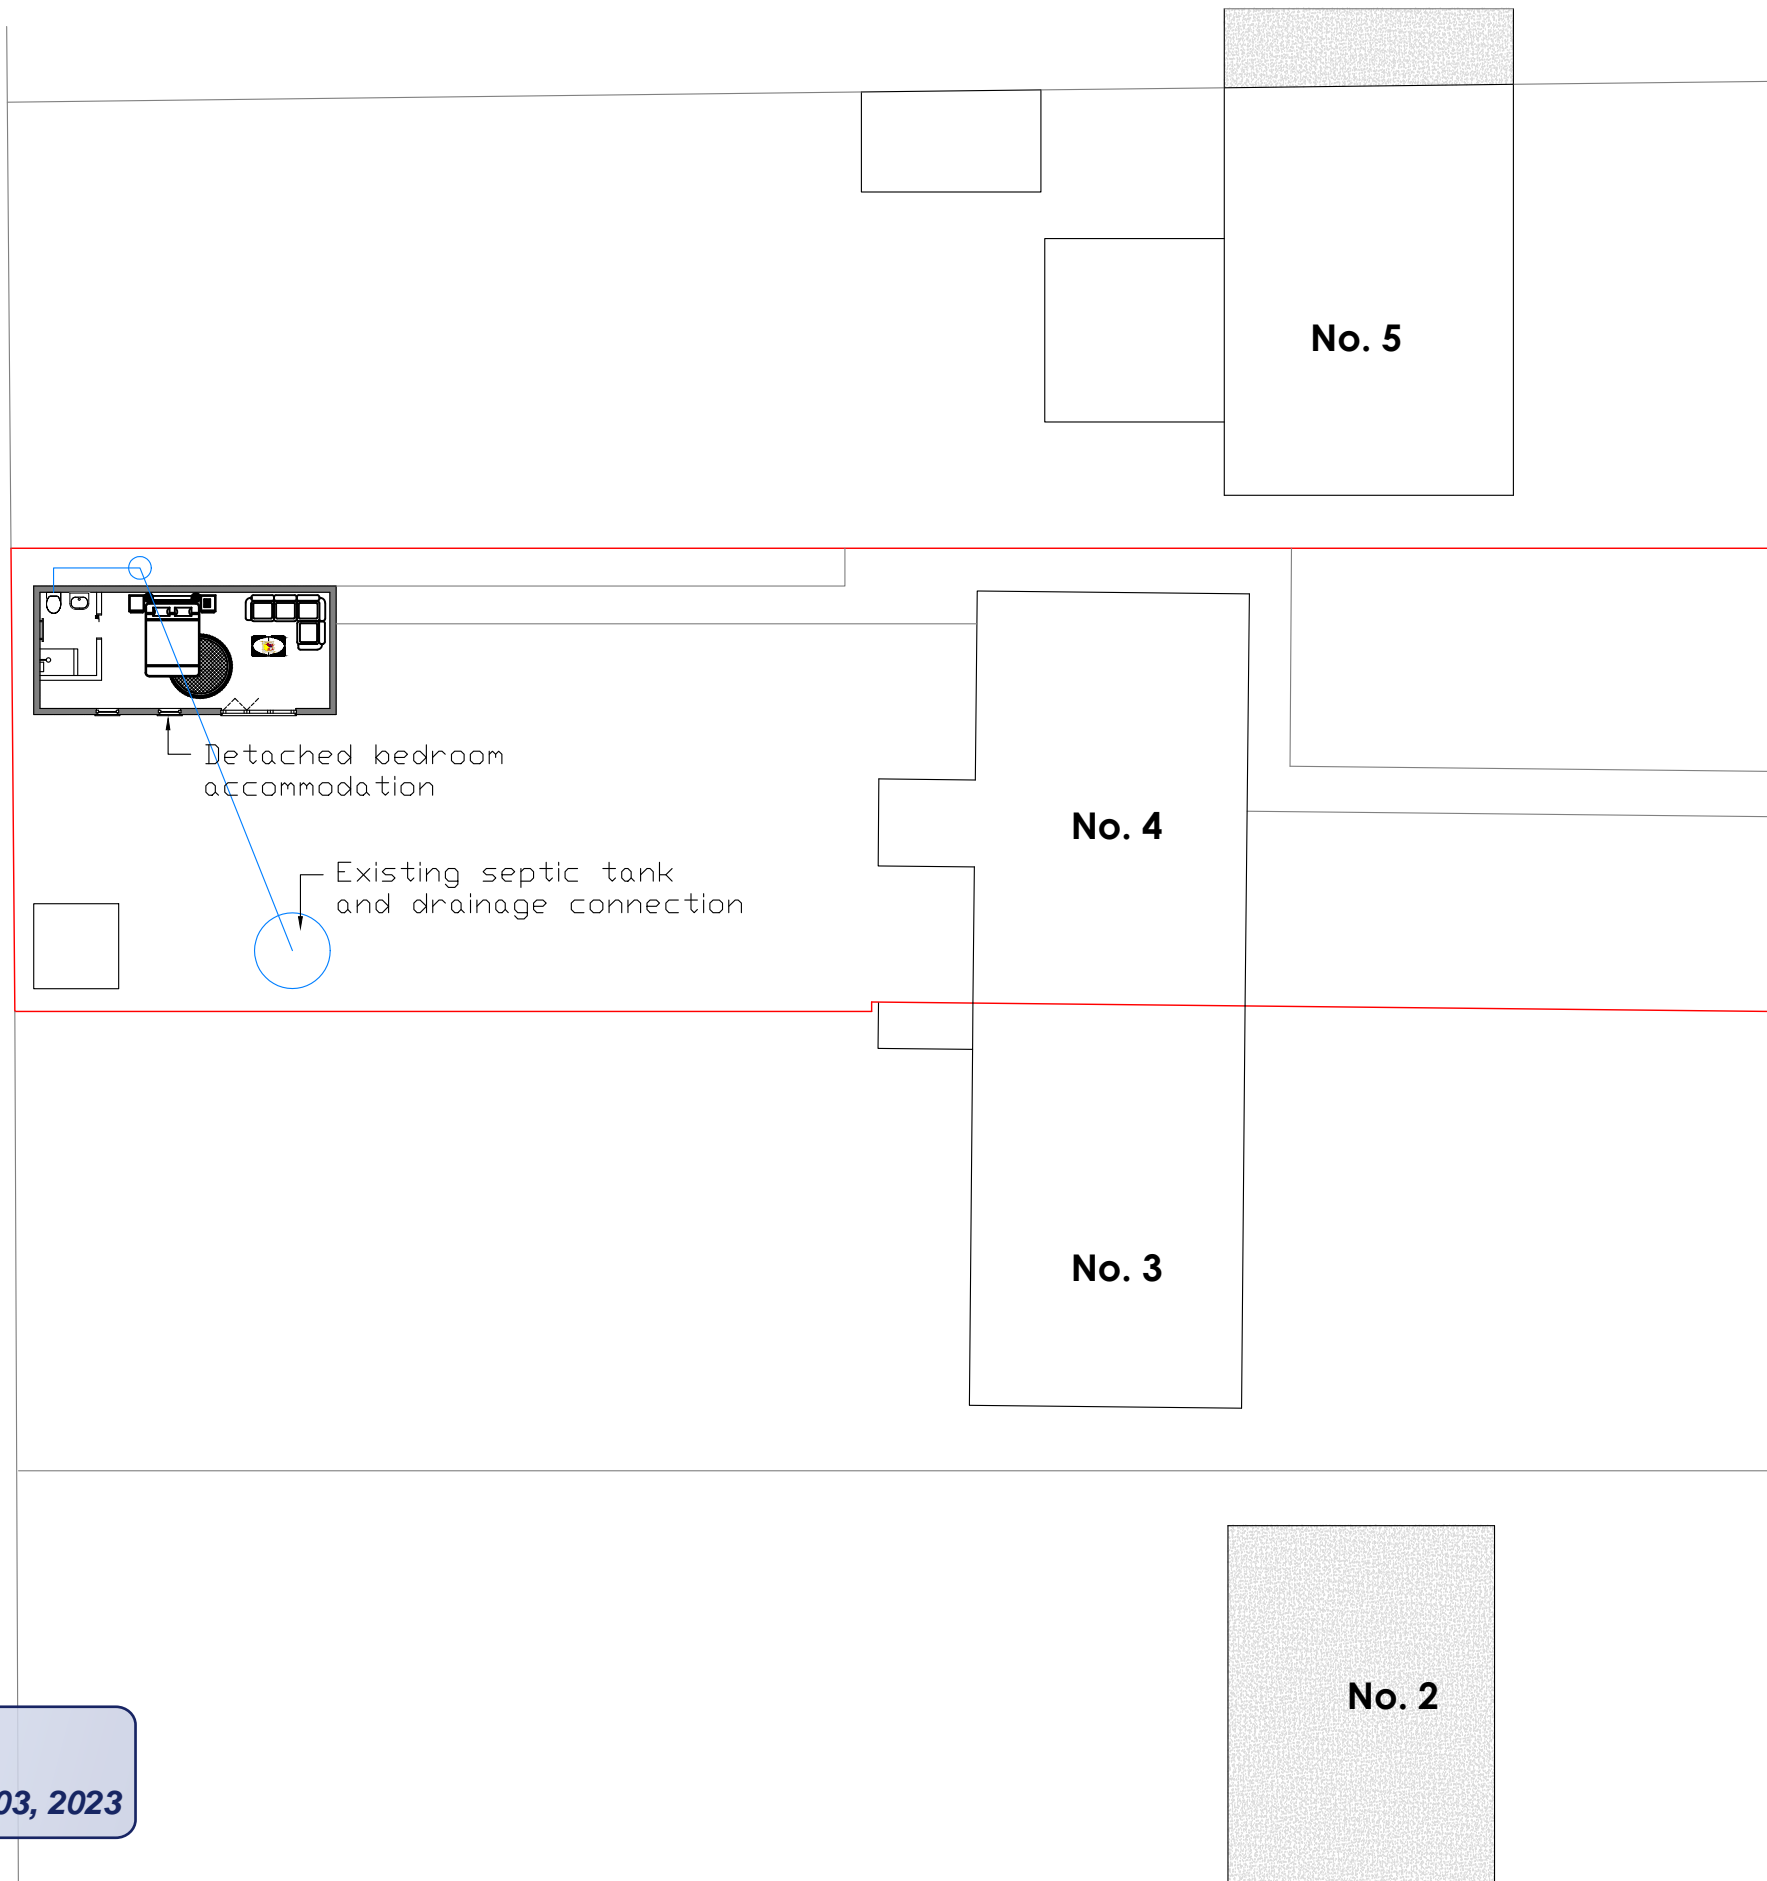 No. 5
Detached bedroom
accommodation
No. 4
Existing septic tank
and drainage connection
No. 3
No. 2
03, 2023